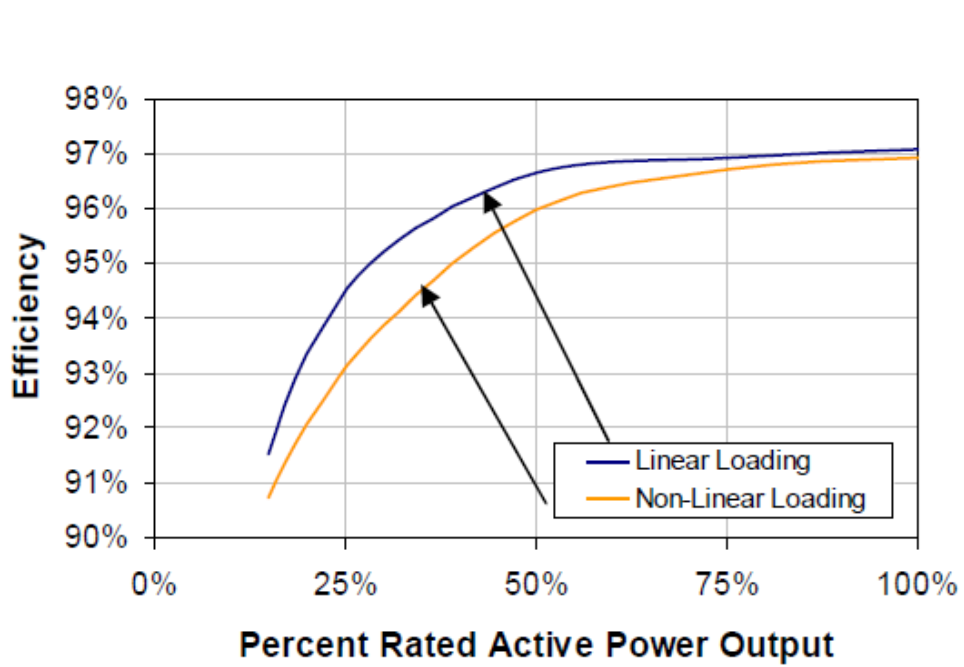 98%
97%
96%
95%
94%
93%
92%
91%
90%
Efficiency
Linear Loading
Non-Linear Loading
0% 25% 50% 75% 100%
Percent Rated Active Power Output